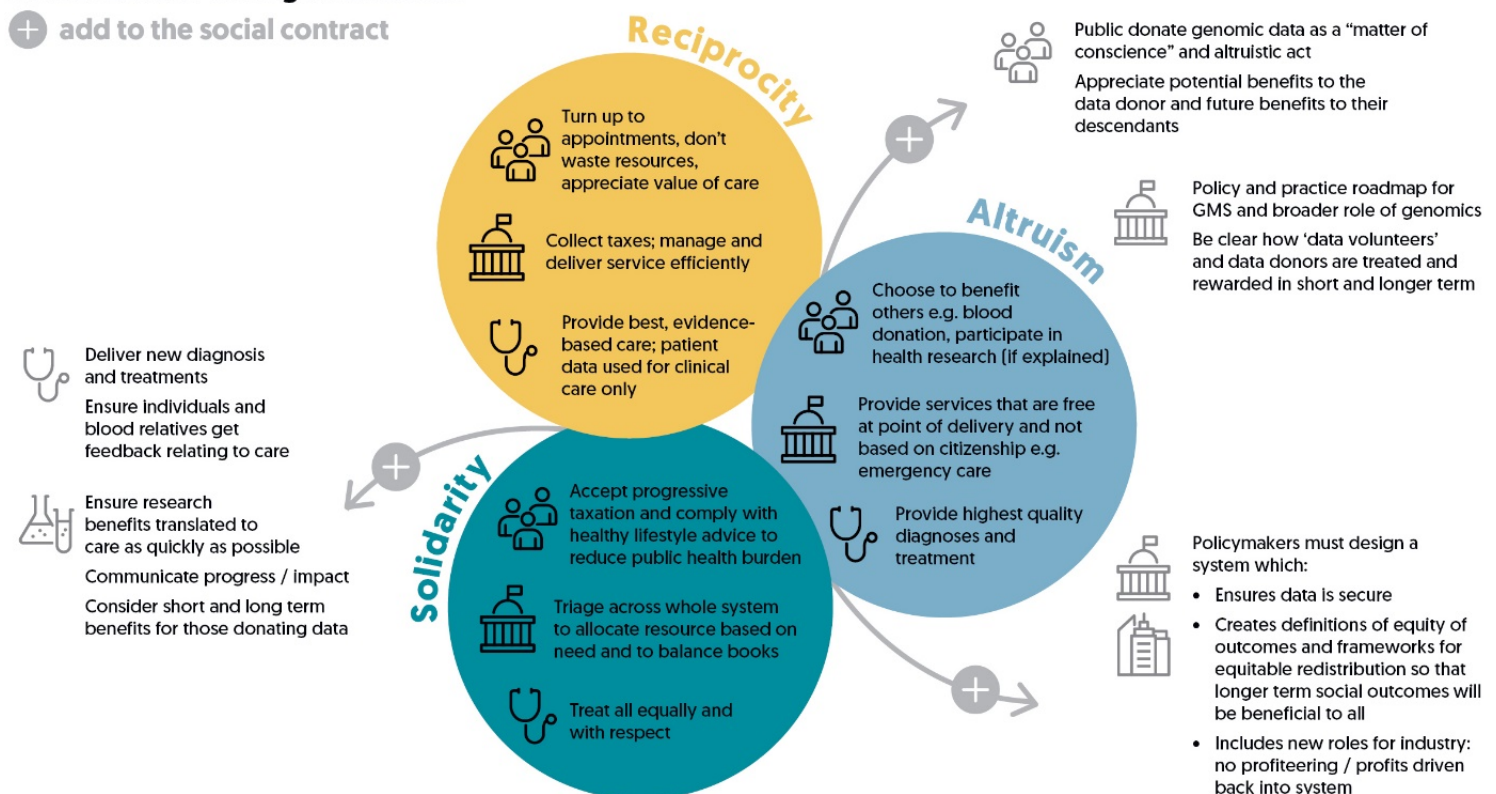 add to the social contract
Reciprocity
Turn up to
appointments, don't
waste resources,
appreciate value of care
Collect taxes; manage and
deliver service efficiently
Provide best, evidence-
based care; patient
data used for clinical
care only
Altruism
Choose to benefit
others e.g. blood
donation, participate in
health research (if explained)
Provide services that are free
at point of delivery and not
based on citizenship e.g.
emergency care
Provide highest quality
diagnoses and
treatment
Solidarity
Accept progressive
taxation and comply with
healthy lifestyle advice to
reduce public health burden
Triage across whole system
to allocate resource based on
need and to balance books
Treat all equally and
with respect
Public donate genomic data as a “matter of
conscience” and altruistic act
Appreciate potential benefits to the
data donor and future benefits to their
descendants
Policy and practice roadmap for
GMS and broader role of genomics
Be clear how ‘data volunteers’
and data donors are treated and
rewarded in short and longer term
Deliver new diagnosis
and treatments
Ensure individuals and
blood relatives get
feedback relating to care
Ensure research
benefits translated to
care as quickly as possible
Communicate progress / impact
Consider short and long term
benefits for those donating data
Policymakers must design a
system which:
• Ensures data is secure
• Creates definitions of equity of
outcomes and frameworks for
equitable redistribution so that
longer term social outcomes will
be beneficial to all
• Includes new roles for industry:
no profiteering / profits driven
back into system